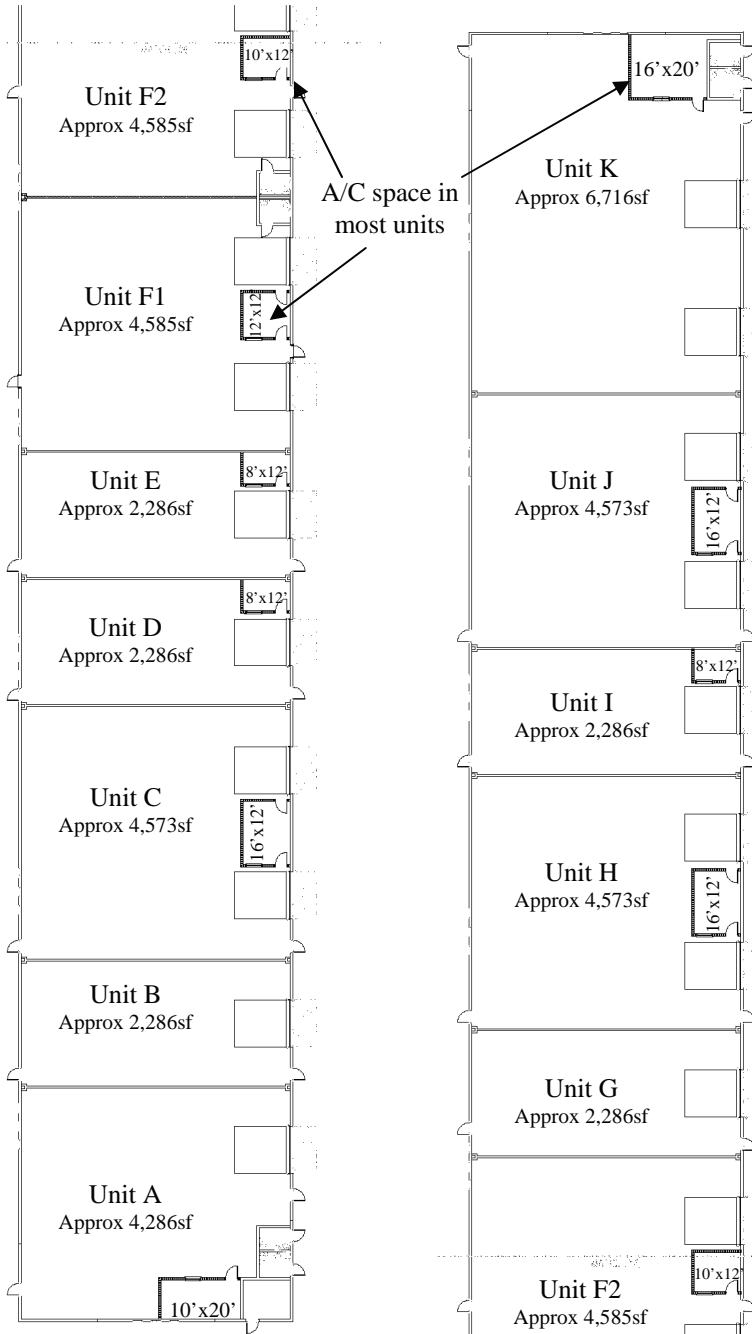 10’x12’
Unit F2
Approx 4,585sf
A/C space in
most units
Unit F1
Approx 4,585sf
12’x12’
Unit E
Approx 2,286sf
8’x12’
Unit D
Approx 2,286sf
8’x12’
Unit C
Approx 4,573sf
16’x12’
Unit B
Approx 2,286sf
Unit A
Approx 4,286sf
10’x20’
16’x20’
Unit K
Approx 6,716sf
Unit J
Approx 4,573sf
16’x12’
8’x12’
Unit I
Approx 2,286sf
Unit H
Approx 4,573sf
16’x12’
Unit G
Approx 2,286sf
10’x12’
Unit F2
Approx 4,585sf